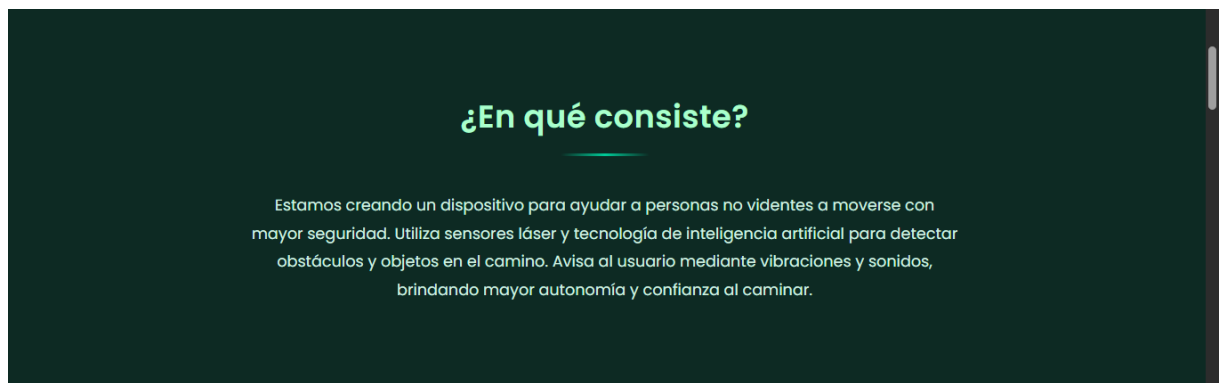 ¿En qué consiste?
Estamos creando un dispositivo para ayudar a personas no videntes a moverse con
mayor seguridad. Utiliza sensores láser y tecnología de inteligencia artificial para detectar
obstáculos y objetos en el camino. Avisa al usuario mediante vibraciones y sonidos,
brindando mayor autonomía y confianza al caminar.